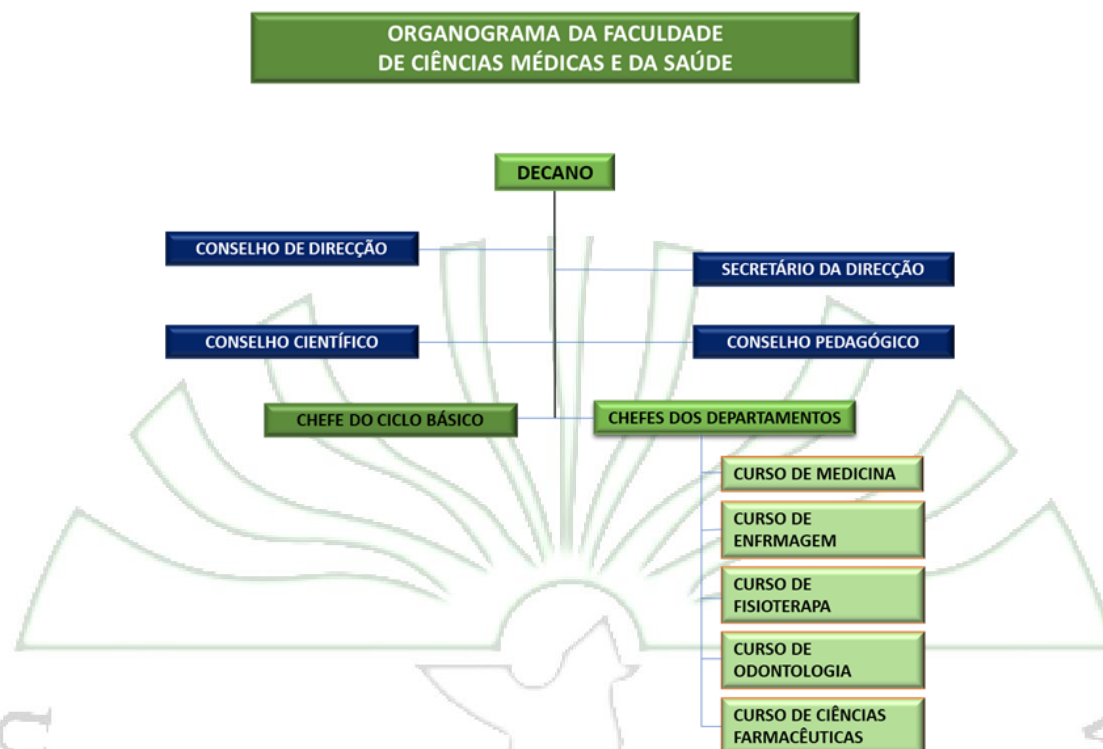 ORGANOGRAMA DA FACULDADE
DE CIÊNCIAS MÉDICAS E DA SAÚDE
DECANO
CONSELHO DE DIRECÇÃO
SECRETÁRIO DA DIRECÇÃO
CONSELHO CIENTÍFICO
CONSELHO PEDAGÓGICO
CHEFE DO CICLO BÁSICO
CHEFES DOS DEPARTAMENTOS
CURSO DE MEDICINA
CURSO DE
ENFRMAGEM
CURSO DE
FISIOTERAPA
CURSO DE
ODONTOLOGIA
CURSO DE CIÊNCIAS
FARMACÊUTICAS